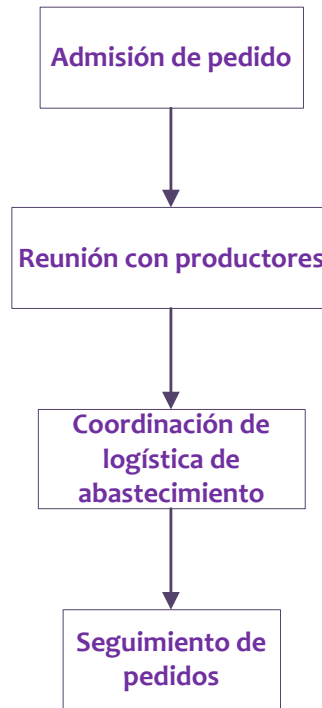 Admisión de pedido
Reunión con productores
Coordinación de
logística de
abastecimiento
Seguimiento de
pedidos